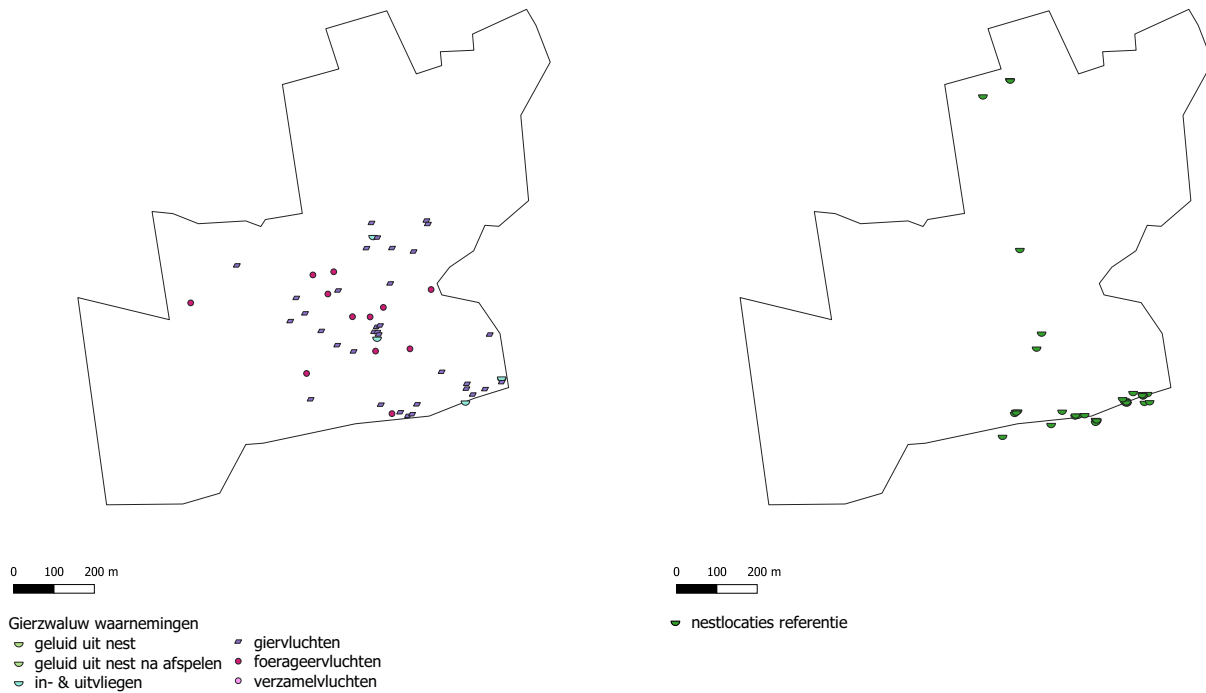 0 100 200 m
Gierzwaluw waarnemingen
geluid uit nest
geluid uit nest na afspelen
in- & uitvliegen
giervluchten
foerageervluchten
verzamelvluchten
0 100 200 m
nestlocaties referentie